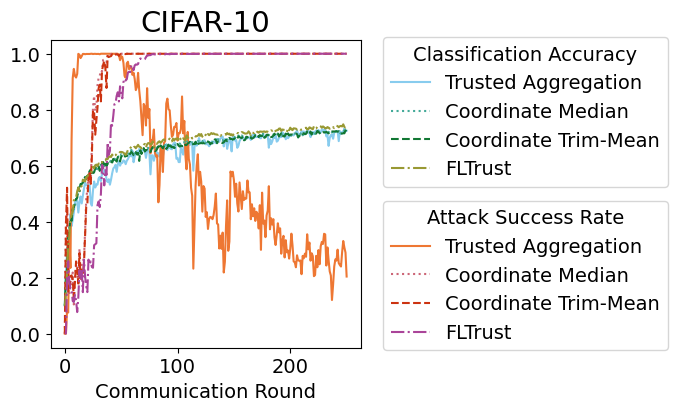 CIFAR-10
1.0
0.8
0.6
0.4
0.2
0.0
0
100
200
Communication Round
Classification Accuracy
Trusted Aggregation
Coordinate Median
Coordinate Trim-Mean
FLTrust
Attack Success Rate
Trusted Aggregation
Coordinate Median
Coordinate Trim-Mean
FLTrust